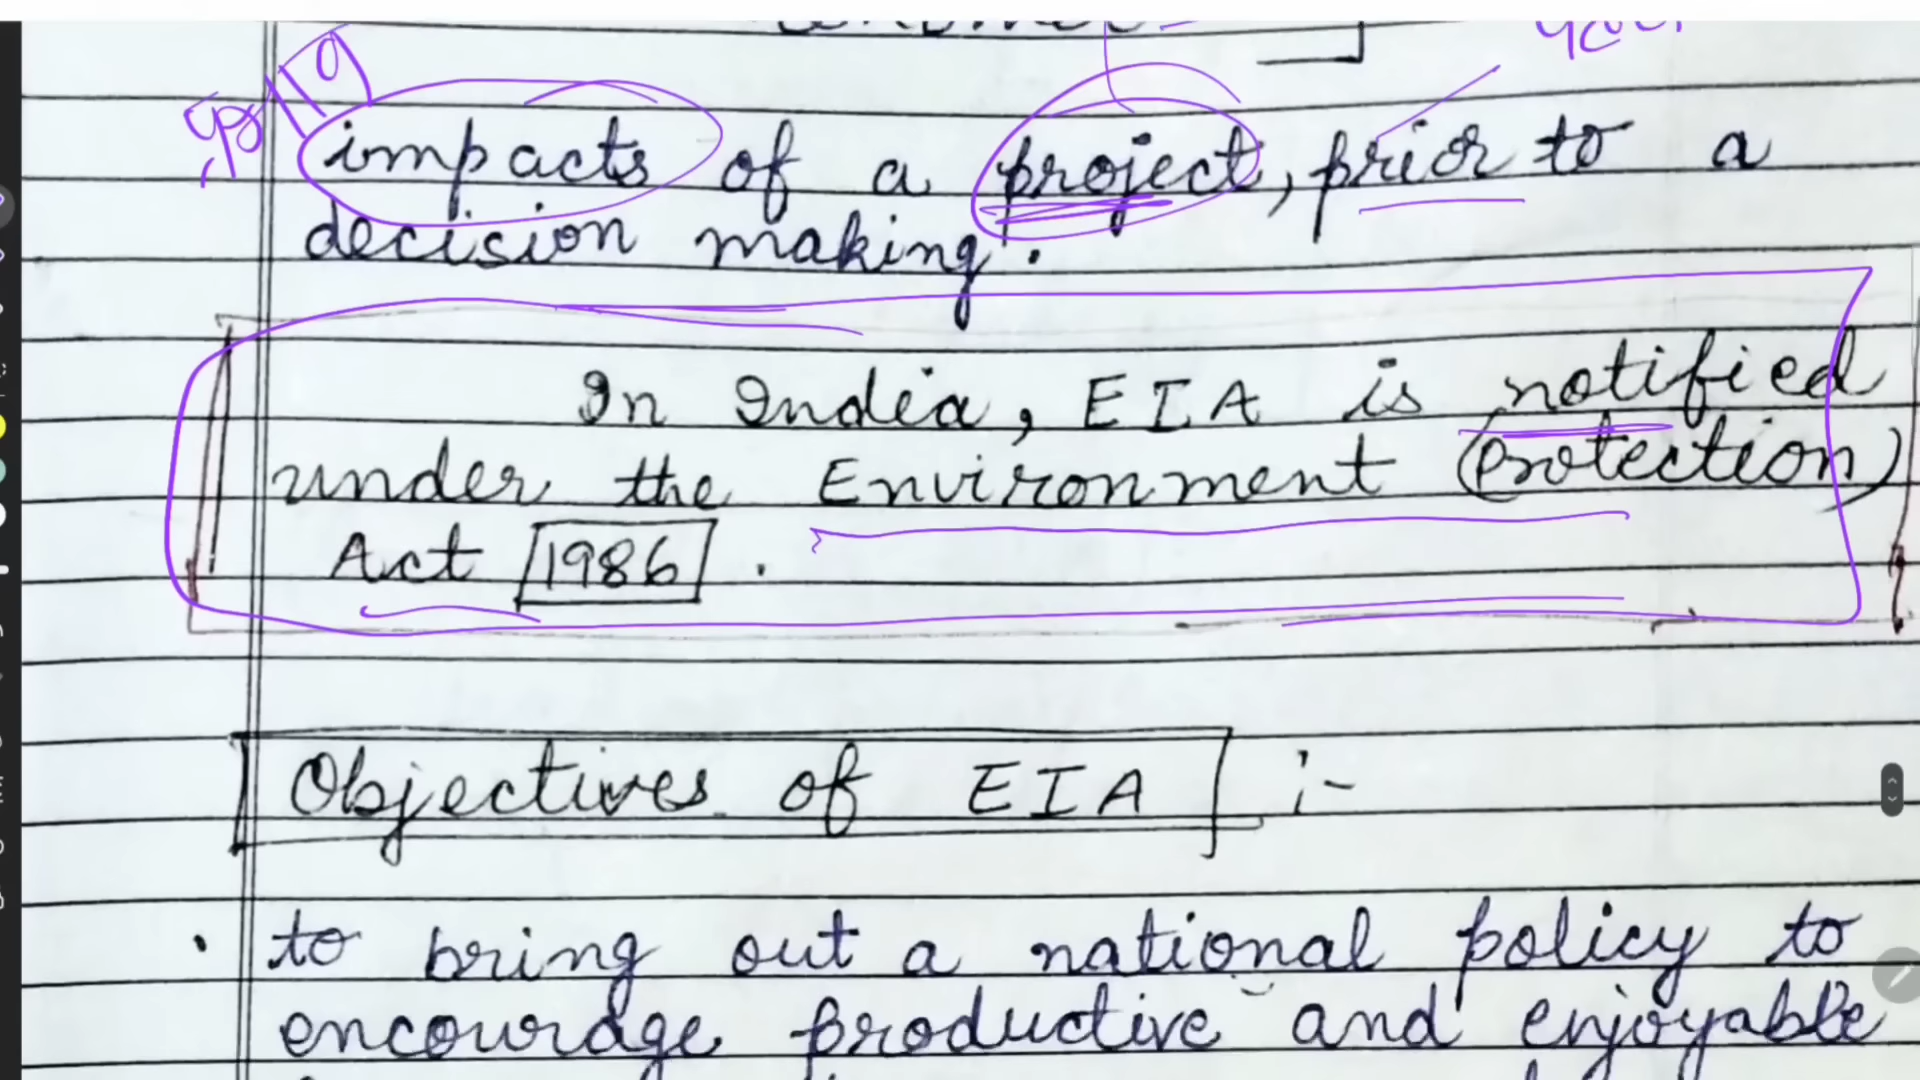 impacts of a project, prior to a
decision making.
In India, EIA is notified
under the Environment (Protection)
Act 1986.
Objectives of EIA :-
• to bring out a national policy to
encourage productive and enjoyable